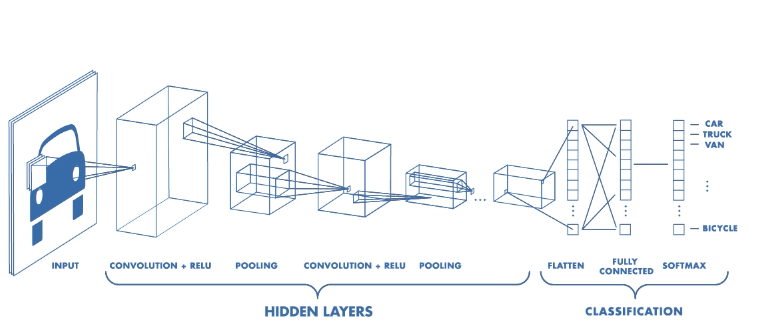 CAR
TRUCK
VAN
BICYCLE
INPUT
CONVOLUTION + RELU
POOLING
CONVOLUTION + RELU
POOLING
FLATTEN
FULLY
CONNECTED
SOFTMAX
HIDDEN LAYERS
CLASSIFICATION